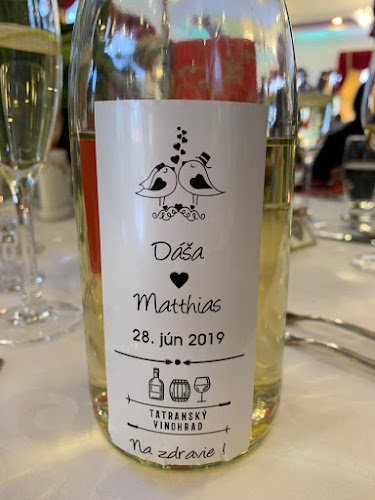 Dáša
Matthias
28. jún 2019
TATRANSKÝ
VINOHRAD
Na zdravie !